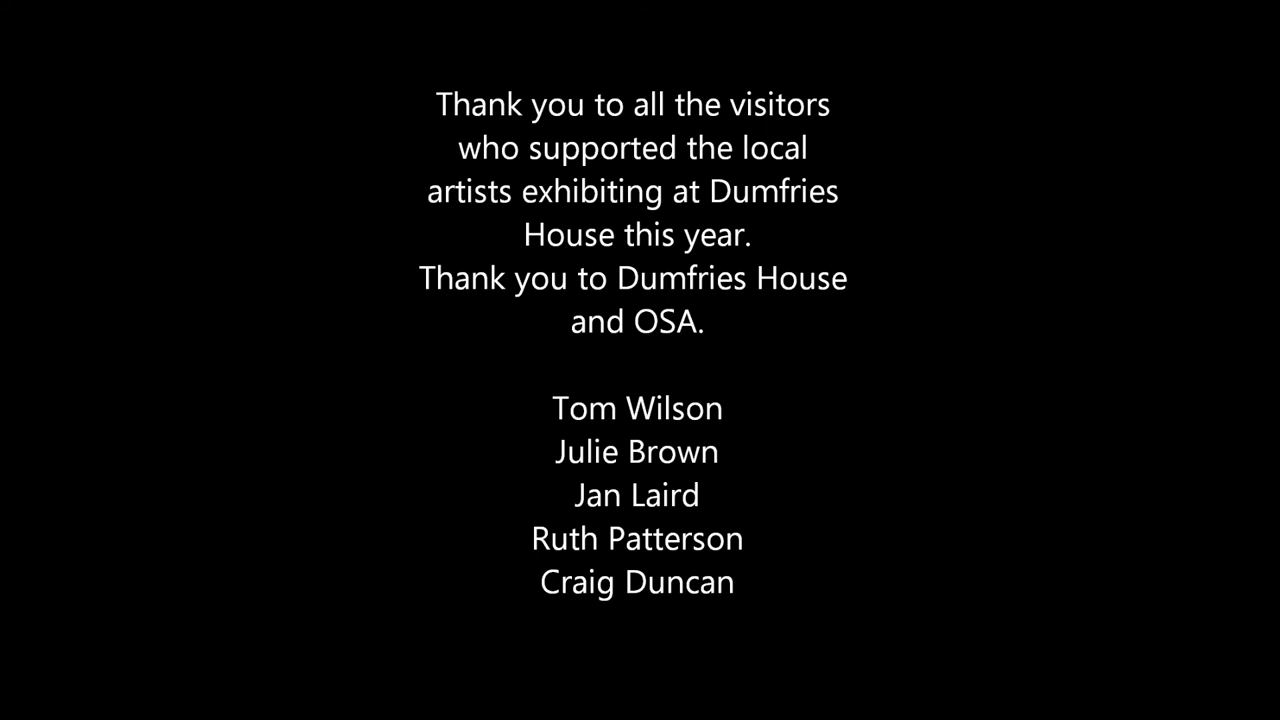 Thank you to all the visitors
who supported the local
artists exhibiting at Dumfries
House this year.
Thank you to Dumfries House
and OSA.
Tom Wilson
Julie Brown
Jan Laird
Ruth Patterson
Craig Duncan